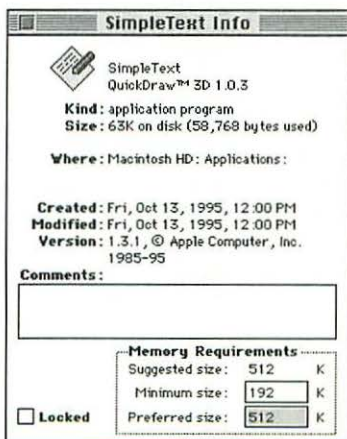 SimpleText Info
SimpleText
QuickDraw™ 3D 1.0.3
Kind: application program
Size: 63K on disk (58,768 bytes used)
Where: Macintosh HD: Applications:
Created: Fri, Oct 13, 1995, 12:00 PM
Modified: Fri, Oct 13, 1995, 12:00 PM
Version: 1.3.1, © Apple Computer, Inc.
1985-95
Comments:
Memory Requirements
Suggested size: 512 K
Minimum size: 192 K
Locked
Preferred size: 512 K